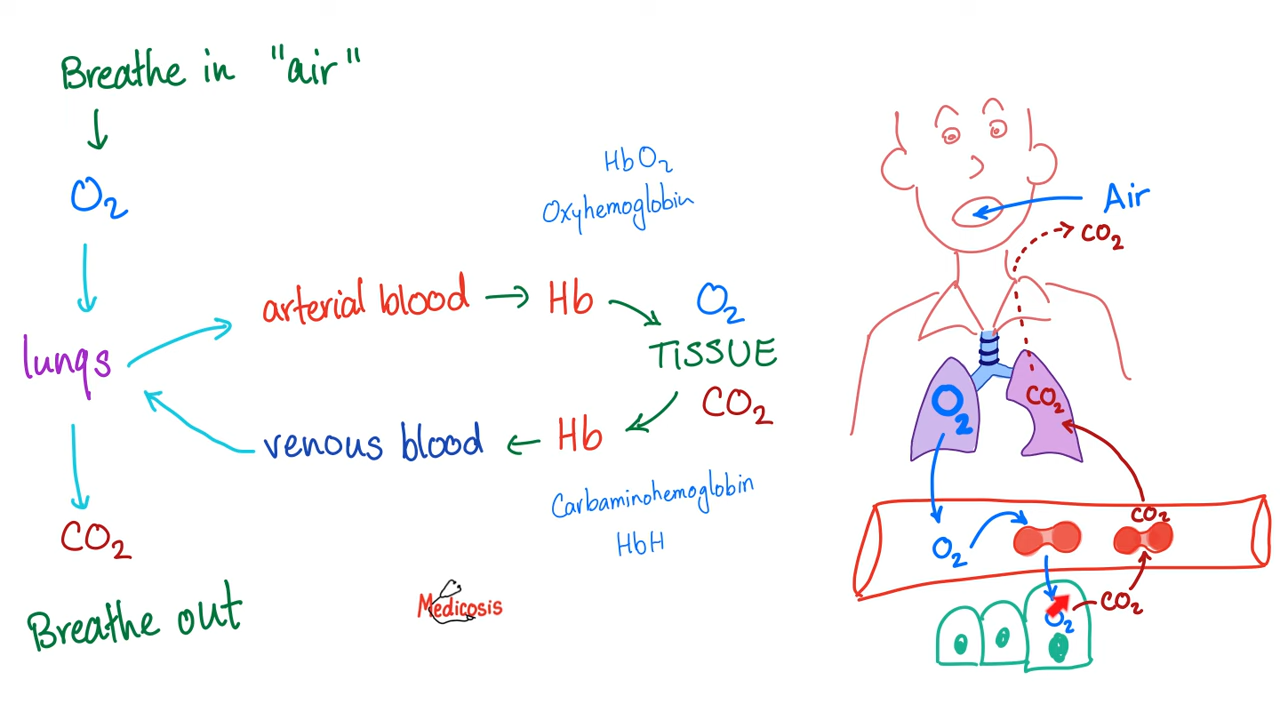 Breathe in "air"
O2
lungs
CO2
Breathe out
HbO2
Oxyhemoglobin
arterial blood → Hb
O2
TISSUE
CO2
venous blood ← Hb
Carbaminohemoglobin
HbH
Medicosis
Air
CO2
O2
CO2
O2
CO2
O2
CO2